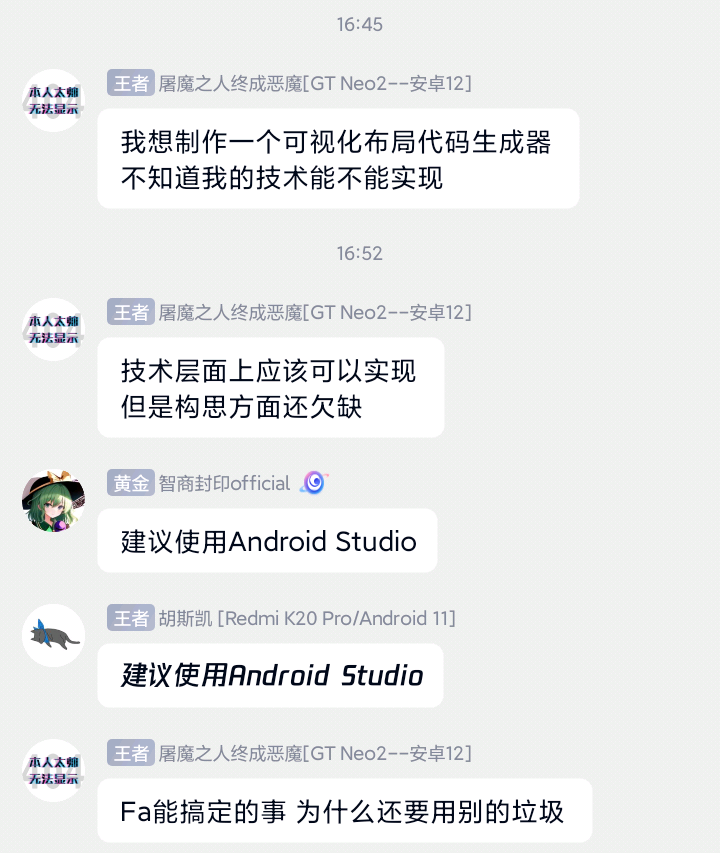 16:45
王者 屠魔之人终成恶魔[GT Neo2--安卓12]
本人太帅
无法显示
我想制作一个可视化布局代码生成器
不知道我的技术能不能实现
16:52
王者 屠魔之人终成恶魔[GT Neo2--安卓12]
本人太帅
无法显示
技术层面上应该可以实现
但是构思方面还欠缺
黄金 智商封印official
建议使用Android Studio
王者 胡斯凯 [Redmi K20 Pro/Android 11]
建议使用Android Studio
王者 屠魔之人终成恶魔[GT Neo2--安卓12]
本人太帅
无法显示
Fa能搞定的事 为什么还要用别的垃圾